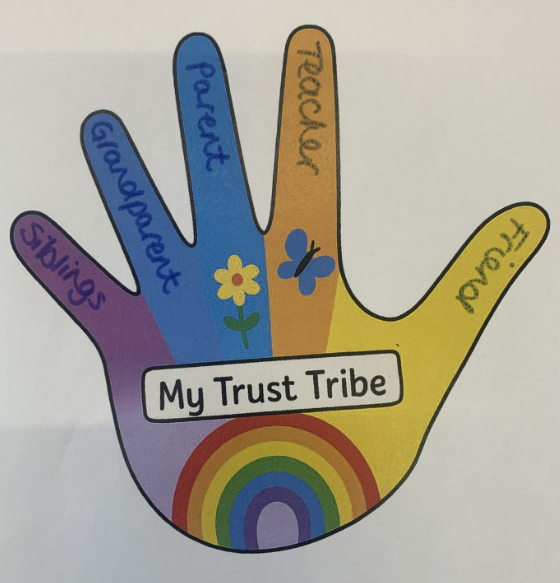 Siblings
Grandparent
Parent
Teacher
Friend
My Trust Tribe